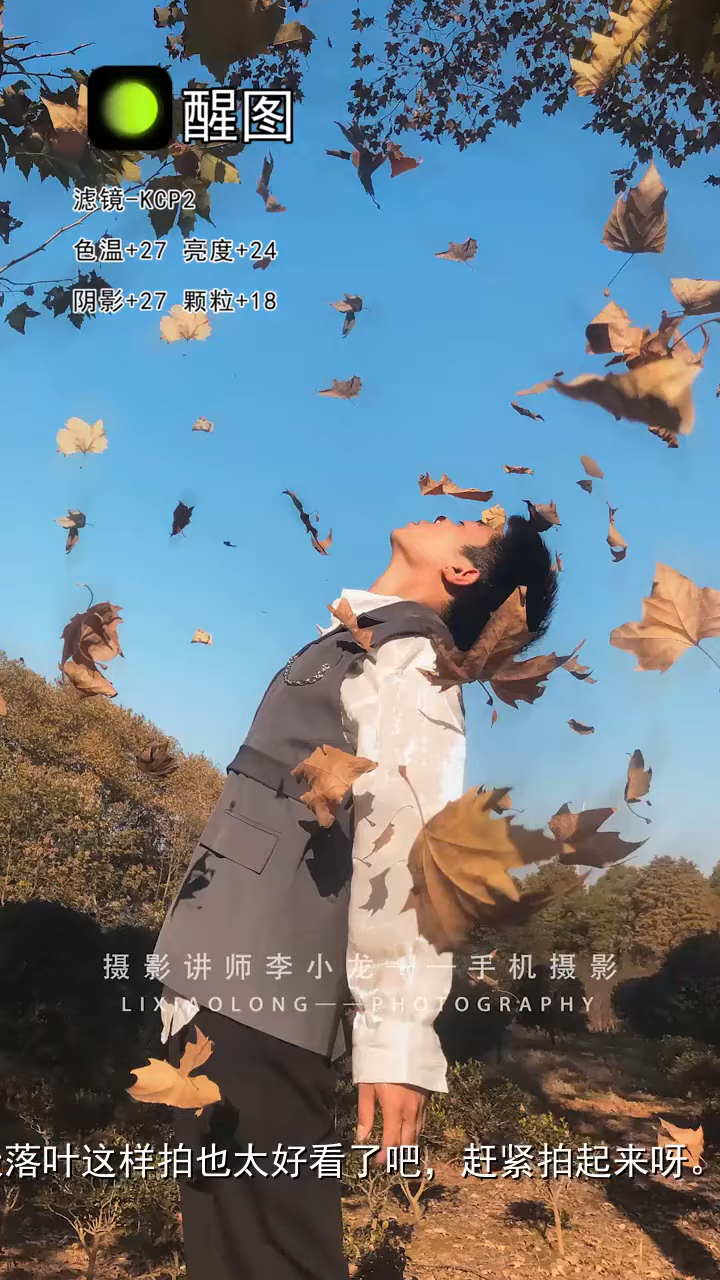 醒图
滤镜-KCP2
色温+27 亮度+24
阴影+27 颗粒+18
摄影讲师李小龙——手机摄影
LIXIAOLONG——PHOTOGRAPHY
落叶这样拍也太好看了吧，赶紧拍起来呀。